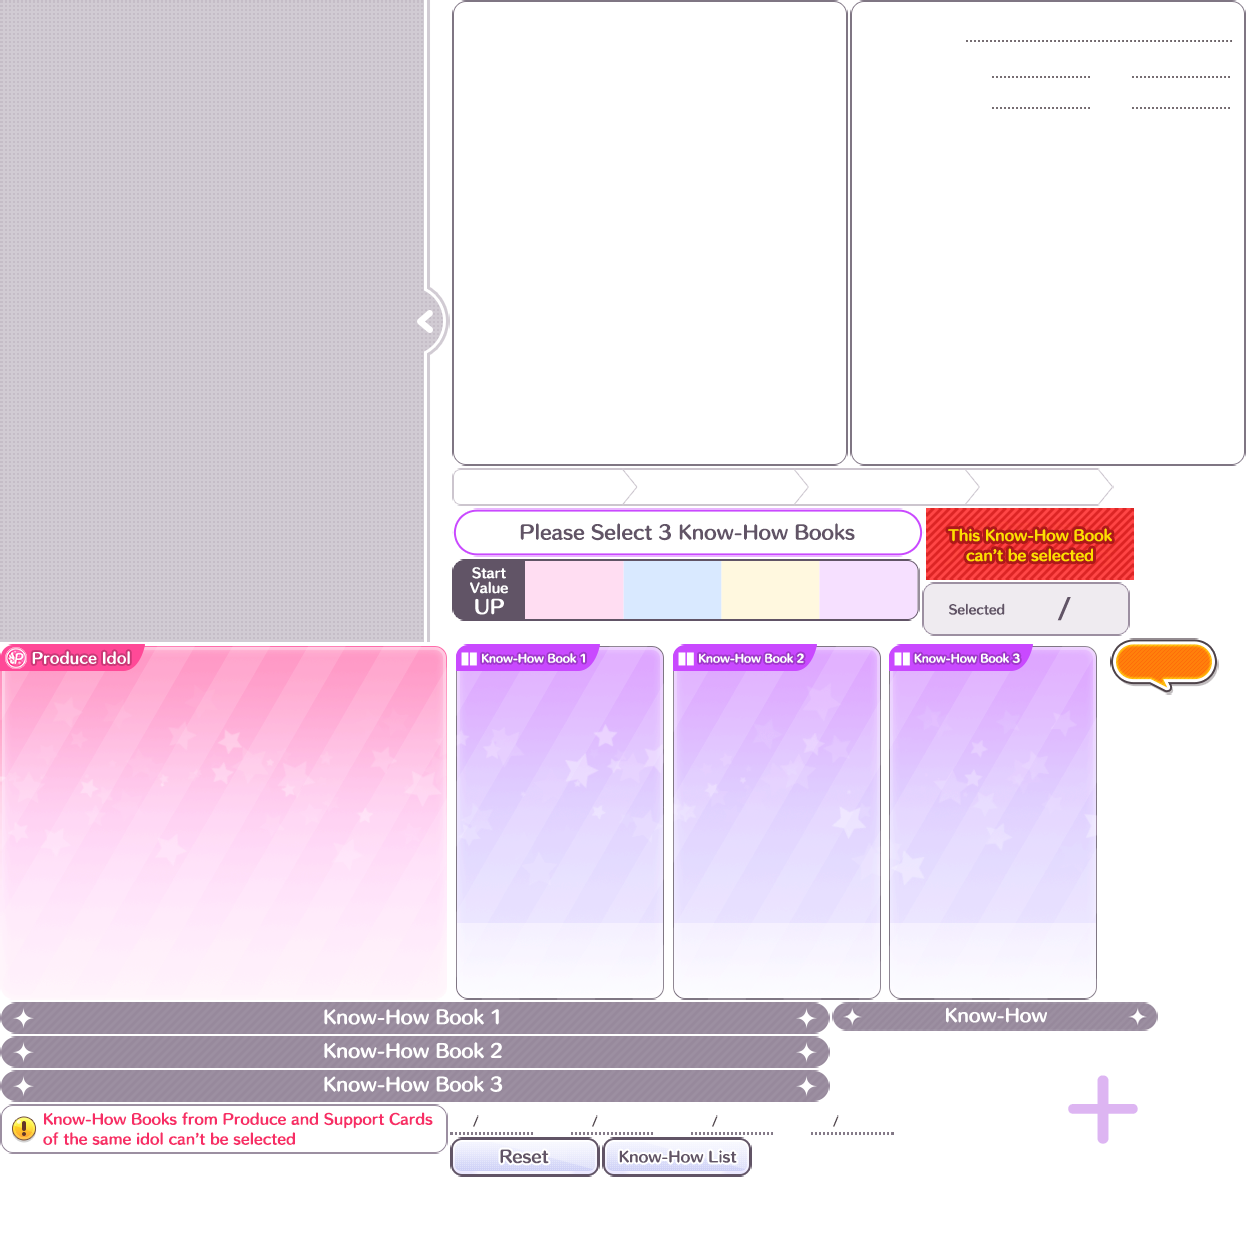 Please Select 3 Know-How Books
This Know-How Book
can't be selected
Start
Value
UP
Selected /
Produce Idol
Know-How Book 1
Know-How Book 2
Know-How Book 3
Know-How Book 1
Know-How
Know-How Book 2
Know-How Book 3
Know-How Books from Produce and Support Cards
of the same idol can't be selected
/ / / /
Reset
Know-How List